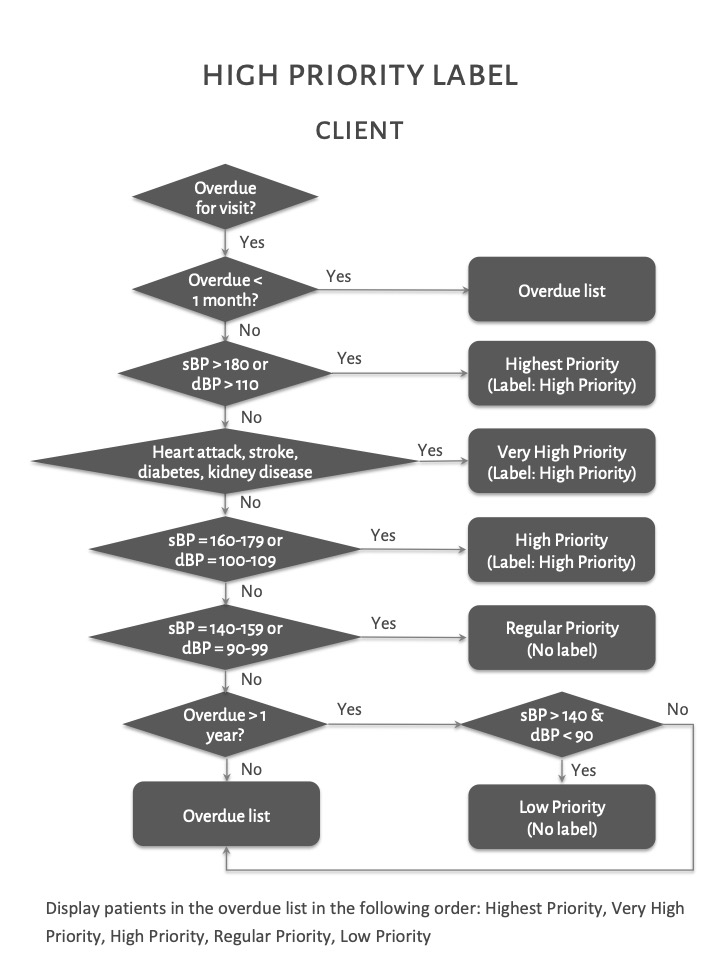 HIGH PRIORITY LABEL
CLIENT
Overdue
for visit?
Yes
Overdue <
1 month?
Yes
Overdue list
No
sBP > 180 or
dBP > 110
Yes
Highest Priority
(Label: High Priority)
No
Heart attack, stroke,
diabetes, kidney disease
Yes
Very High Priority
(Label: High Priority)
No
sBP = 160-179 or
dBP = 100-109
Yes
High Priority
(Label: High Priority)
No
sBP = 140-159 or
dBP = 90-99
Yes
Regular Priority
(No label)
No
Overdue > 1
year?
Yes
sBP > 140 &
dBP < 90
No
No
Overdue list
Yes
Low Priority
(No label)
Display patients in the overdue list in the following order: Highest Priority, Very High
Priority, High Priority, Regular Priority, Low Priority